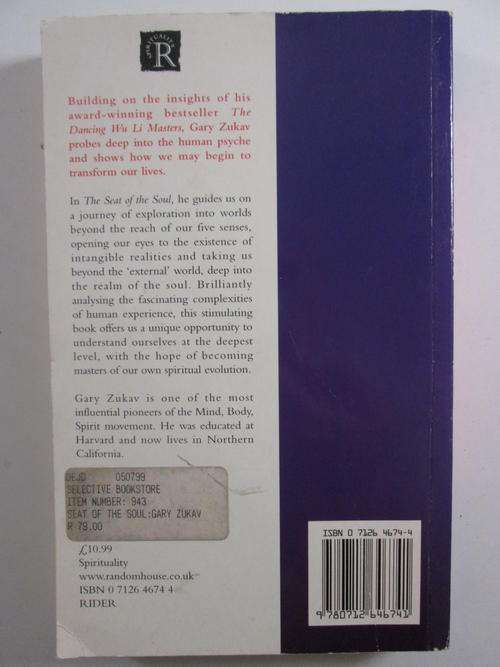 SPIRITUALITY
R
Building on the insights of his
award-winning bestseller The
Dancing Wu Li Masters, Gary Zukav
probes deep into the human psyche
and shows how we may begin to
transform our lives.
In The Seat of the Soul, he guides us on
a journey of exploration into worlds
beyond the reach of our five senses,
opening our eyes to the existence of
intangible realities and taking us
beyond the ‘external’ world, deep into
the realm of the soul. Brilliantly
analysing the fascinating complexities
of human experience, this stimulating
book offers us a unique opportunity to
understand ourselves at the deepest
level, with the hope of becoming
masters of our own spiritual evolution.
Gary Zukav is one of the most
influential pioneers of the Mind, Body,
Spirit movement. He was educated at
Harvard and now lives in Northern
California.
050799
SELECTIVE BOOKSTORE
ITEM NUMBER: 943
SEAT OF THE SOUL:GARY ZUKAV
R 79.00
£10.99
Spirituality
www.randomhouse.co.uk
ISBN 0 7126 4674 4
RIDER
ISBN 0 7126 4674-4
9 780712 646741